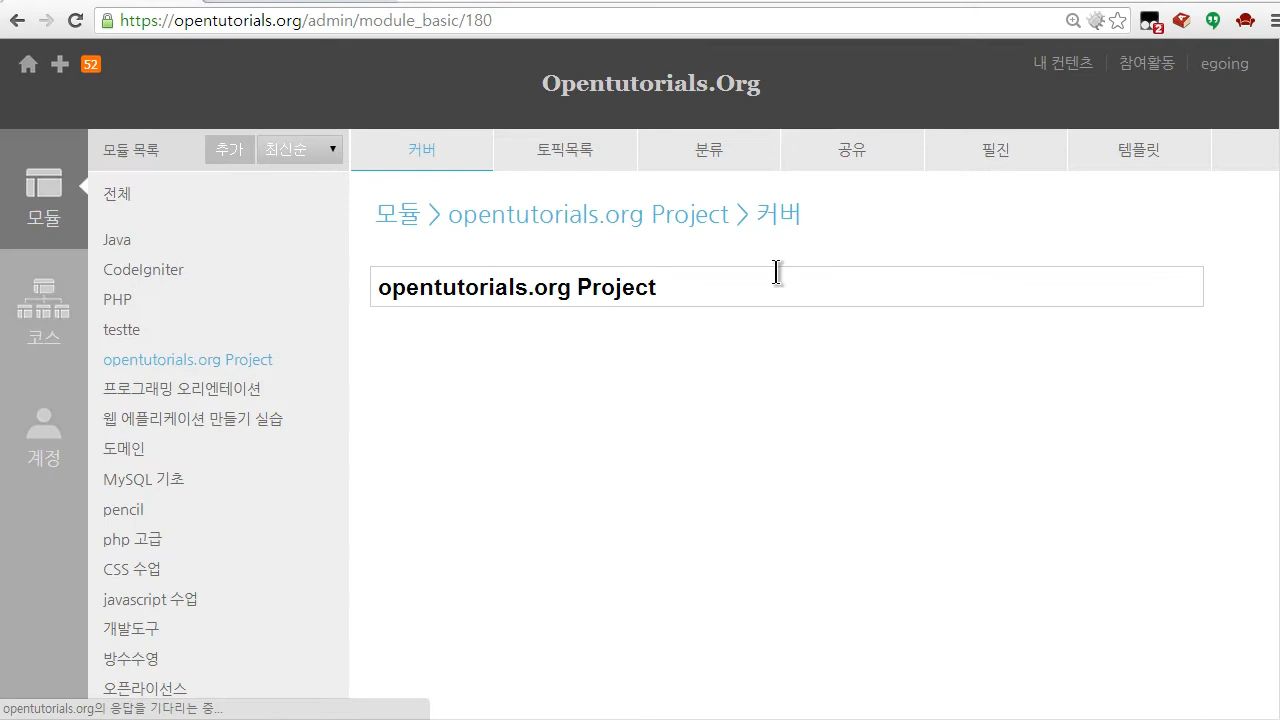 https://opentutorials.org/admin/module_basic/180
2
52
내 컨텐츠 참여활동 egoing
Opentutorials.Org
모듈 목록 추가 최신순
커버 토픽목록 분류 공유 필진 템플릿
모듈
코스
계정
전체
Java
CodeIgniter
PHP
testte
opentutorials.org Project
프로그래밍 오리엔테이션
웹 에플리케이션 만들기 실습
도메인
MySQL 기초
pencil
php 고급
CSS 수업
javascript 수업
개발도구
방수수영
오픈라이선스
모듈 > opentutorials.org Project > 커버
opentutorials.org Project
opentutorials.org의 응답을 기다리는 중...